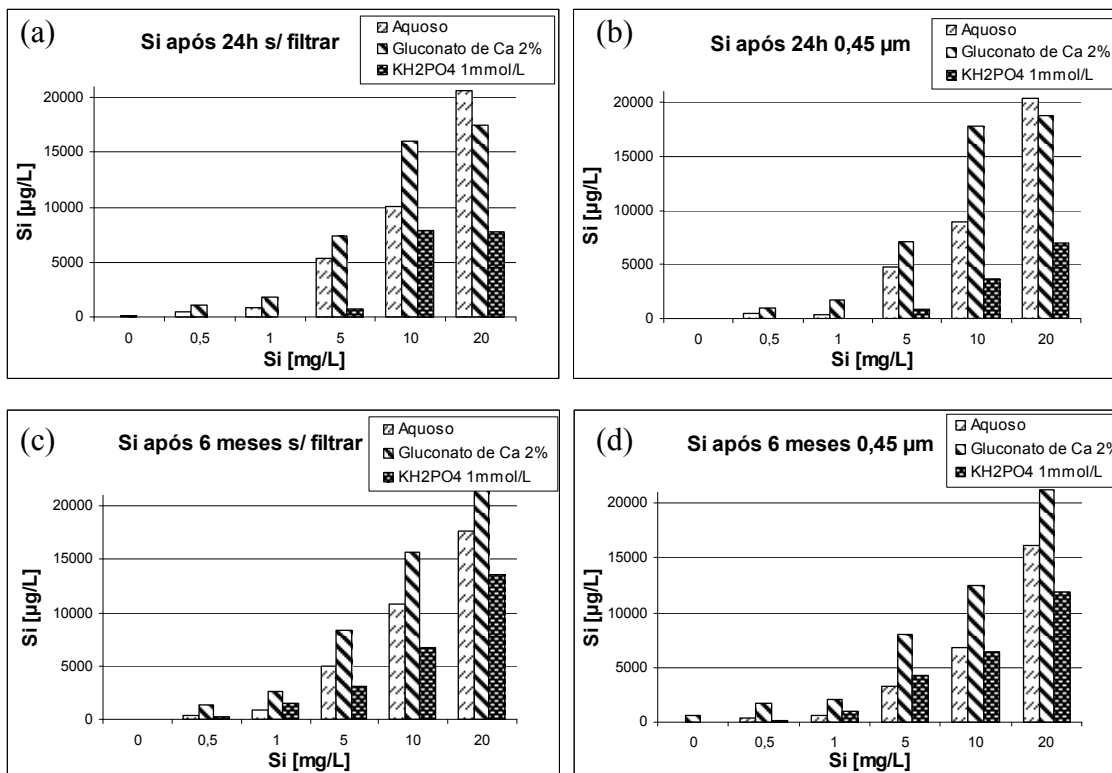 (a)
Si após 24h s/ filtrar
Aquoso
Gluconato de Ca 2%
KH2PO4 1mmol/L
Si [µg/L]
20000
15000
10000
5000
0
0 0,5 1 5 10 20
Si [mg/L]
(b)
Si após 24h 0,45 µm
Aquoso
Gluconato de Ca 2%
KH2PO4 1mmol/L
Si [µg/L]
20000
15000
10000
5000
0
0 0,5 1 5 10 20
Si [mg/L]
(c)
Si após 6 meses s/ filtrar
Aquoso
Gluconato de Ca 2%
KH2PO4 1mmol/L
Si [µg/L]
20000
15000
10000
5000
0
0 0,5 1 5 10 20
Si [mg/L]
(d)
Si após 6 meses 0,45 µm
Aquoso
Gluconato de Ca 2%
KH2PO4 1mmol/L
Si [µg/L]
20000
15000
10000
5000
0
0 0,5 1 5 10 20
Si [mg/L]